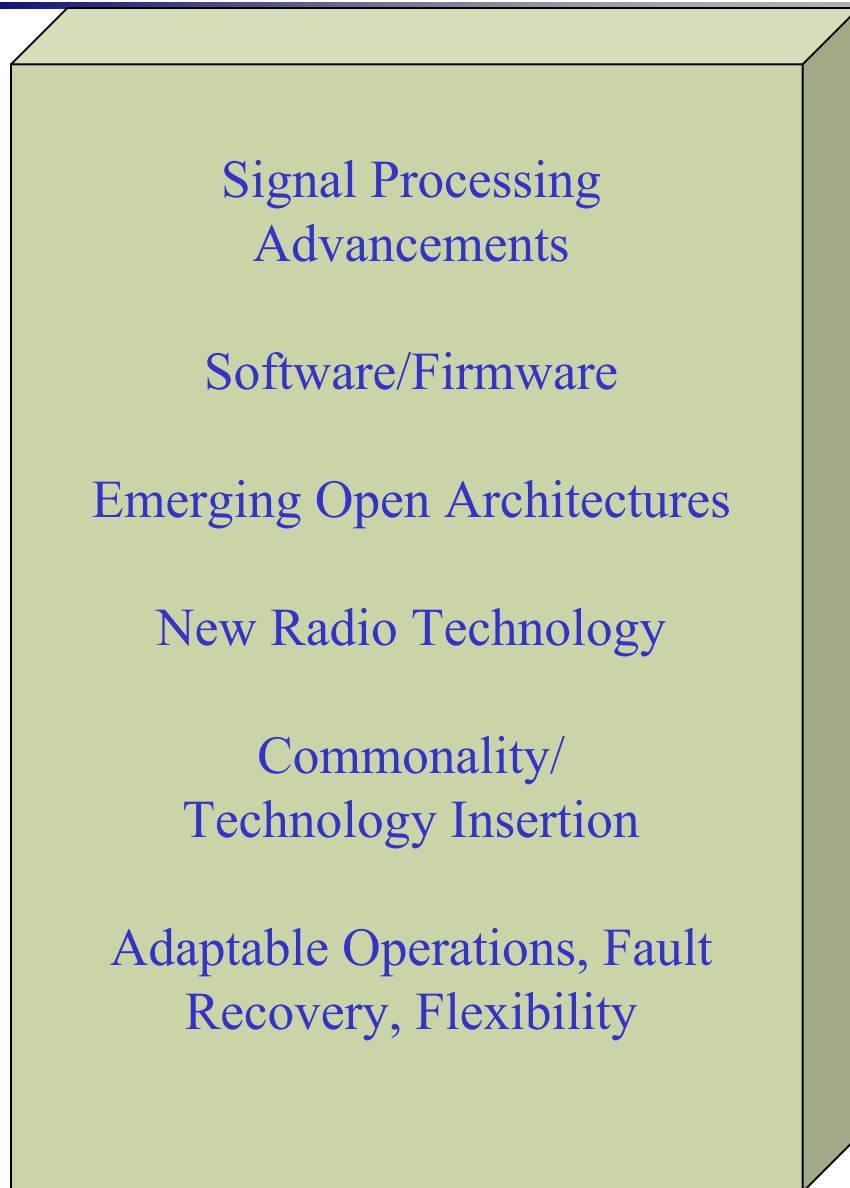 Signal Processing
Advancements
Software/Firmware
Emerging Open Architectures
New Radio Technology
Commonality/
Technology Insertion
Adaptable Operations, Fault
Recovery, Flexibility